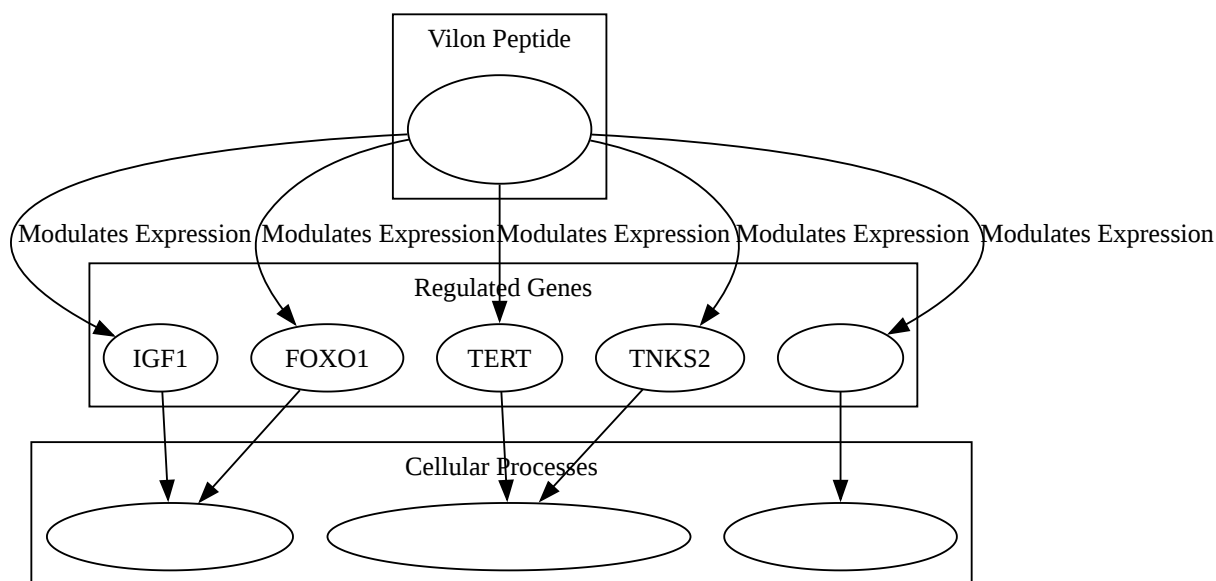 Vilon Peptide
Modulates Expression Modulates Expression Modulates Expression Modulates Expression Modulates Expression
Regulated Genes
IGF1 FOXO1 TERT TNKS2
Cellular Processes